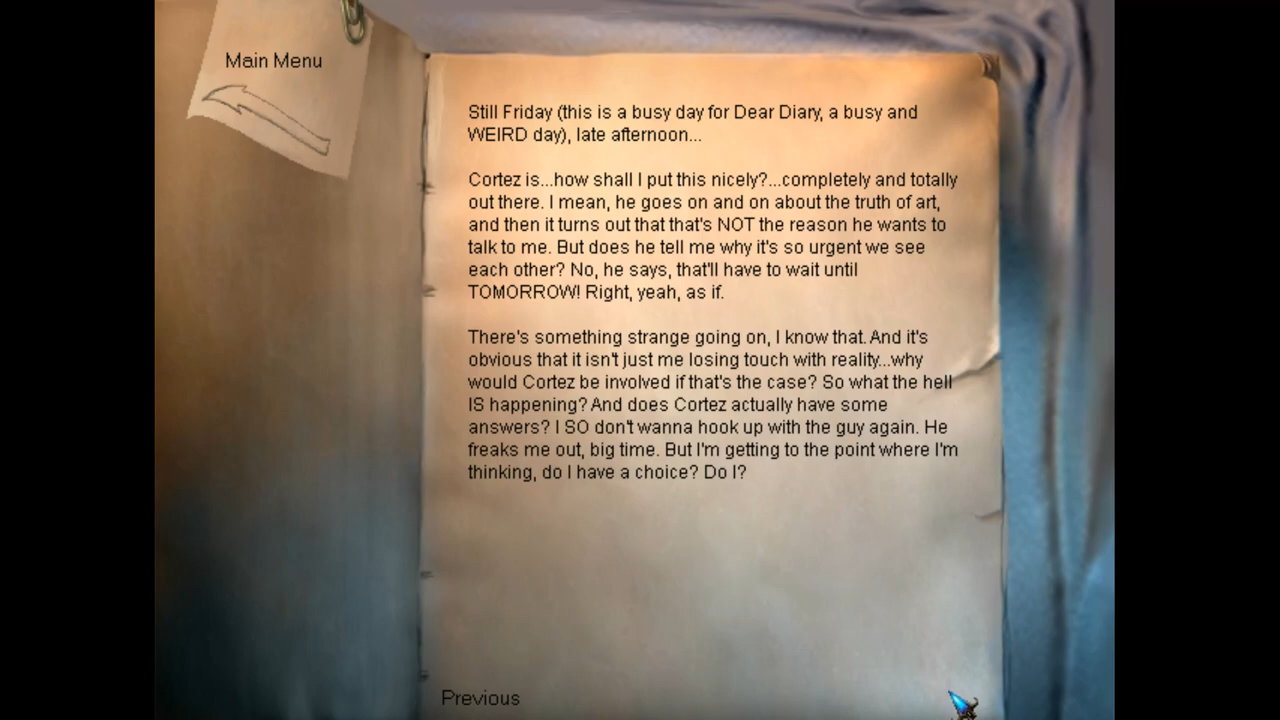 Main Menu
Still Friday (this is a busy day for Dear Diary, a busy and
WEIRD day), late afternoon...
Cortez is...how shall I put this nicely?...completely and totally
out there. I mean, he goes on and on about the truth of art,
and then it turns out that that's NOT the reason he wants to
talk to me. But does he tell me why it's so urgent we see
each other? No, he says, that'll have to wait until
TOMORROW! Right, yeah, as if.
There's something strange going on, I know that. And it's
obvious that it isn't just me losing touch with reality...why
would Cortez be involved if that's the case? So what the hell
IS happening? And does Cortez actually have some
answers? I SO don't wanna hook up with the guy again. He
freaks me out, big time. But I'm getting to the point where I'm
thinking, do I have a choice? Do I?
Previous